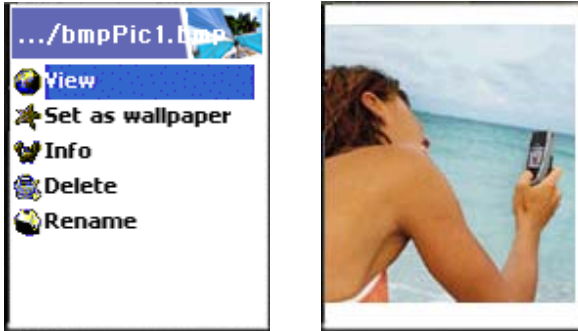 .../bmpPic1.bmp
View
Set as wallpaper
Info
Delete
Rename